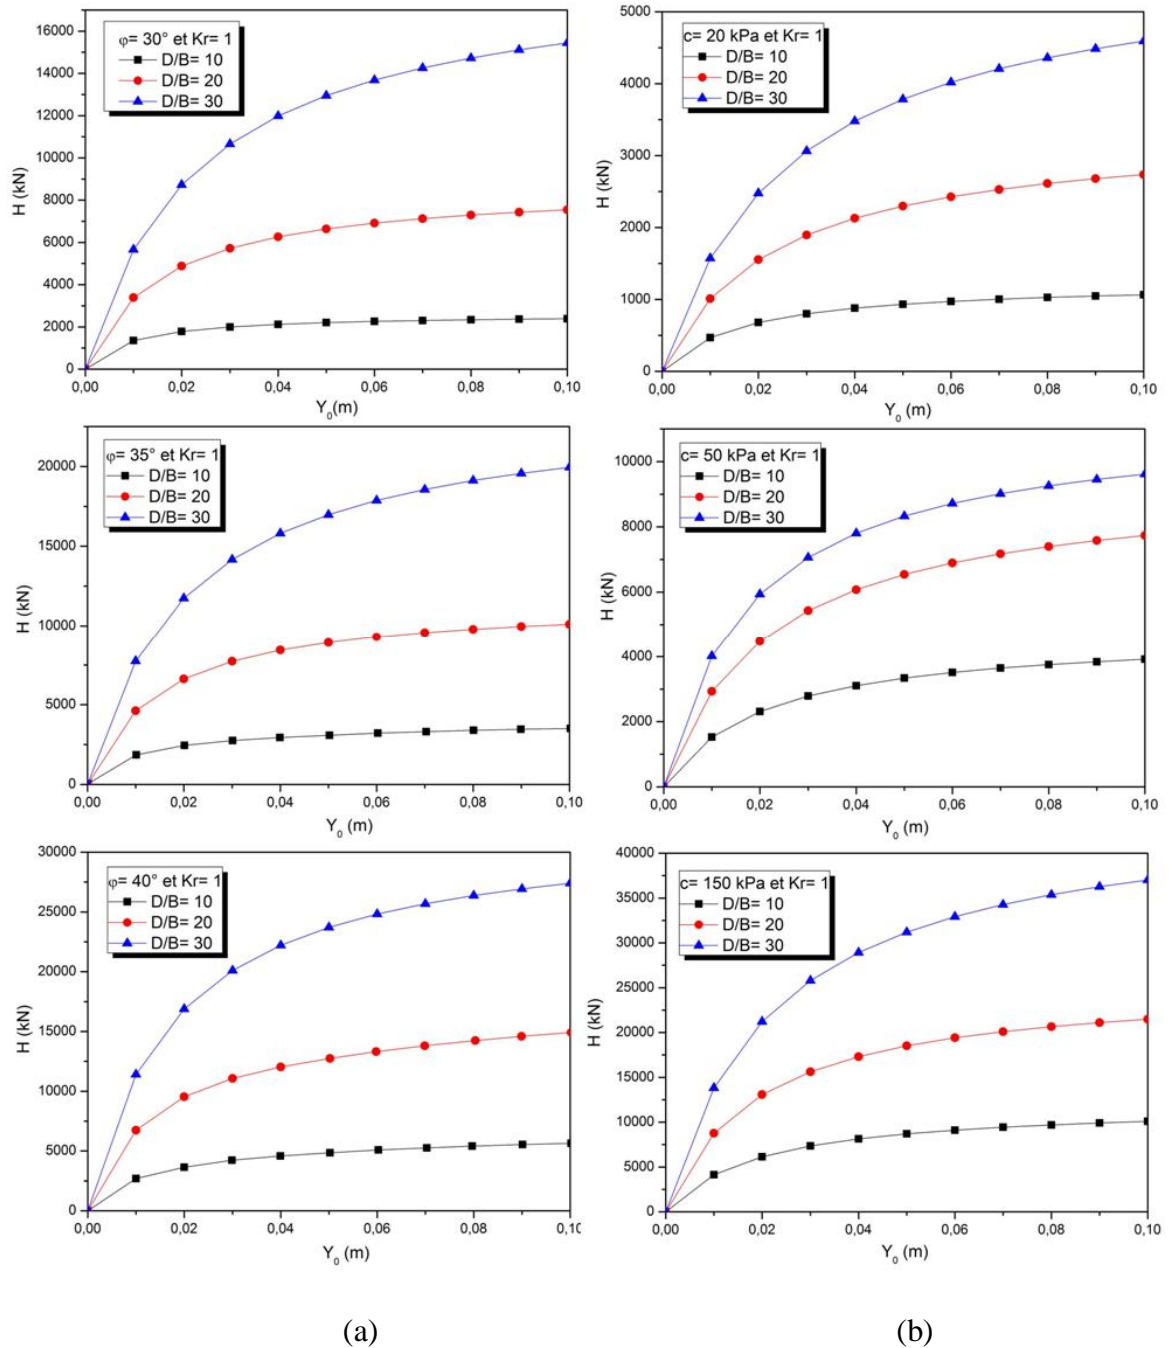 φ= 30° et Kr= 1
D/B= 10
D/B= 20
D/B= 30
16000
14000
12000
10000
8000
6000
4000
2000
0
H (kN)
0,00 0,02 0,04 0,06 0,08 0,10
Y0(m)
c= 20 kPa et Kr= 1
D/B= 10
D/B= 20
D/B= 30
5000
4000
3000
2000
1000
0
H (kN)
0,00 0,02 0,04 0,06 0,08 0,10
Y0 (m)
φ= 35° et Kr= 1
D/B= 10
D/B= 20
D/B= 30
20000
15000
10000
5000
0
H (kN)
0,00 0,02 0,04 0,06 0,08 0,10
Y0 (m)
c= 50 kPa et Kr= 1
D/B= 10
D/B= 20
D/B= 30
10000
8000
6000
4000
2000
0
H (kN)
0,00 0,02 0,04 0,06 0,08 0,10
Y0 (m)
φ= 40° et Kr= 1
D/B= 10
D/B= 20
D/B= 30
30000
25000
20000
15000
10000
5000
0
H (kN)
0,00 0,02 0,04 0,06 0,08 0,10
Y0 (m)
c= 150 kPa et Kr= 1
D/B= 10
D/B= 20
D/B= 30
40000
35000
30000
25000
20000
15000
10000
5000
0
H (kN)
0,00 0,02 0,04 0,06 0,08 0,10
Y0 (m)
(a) (b)